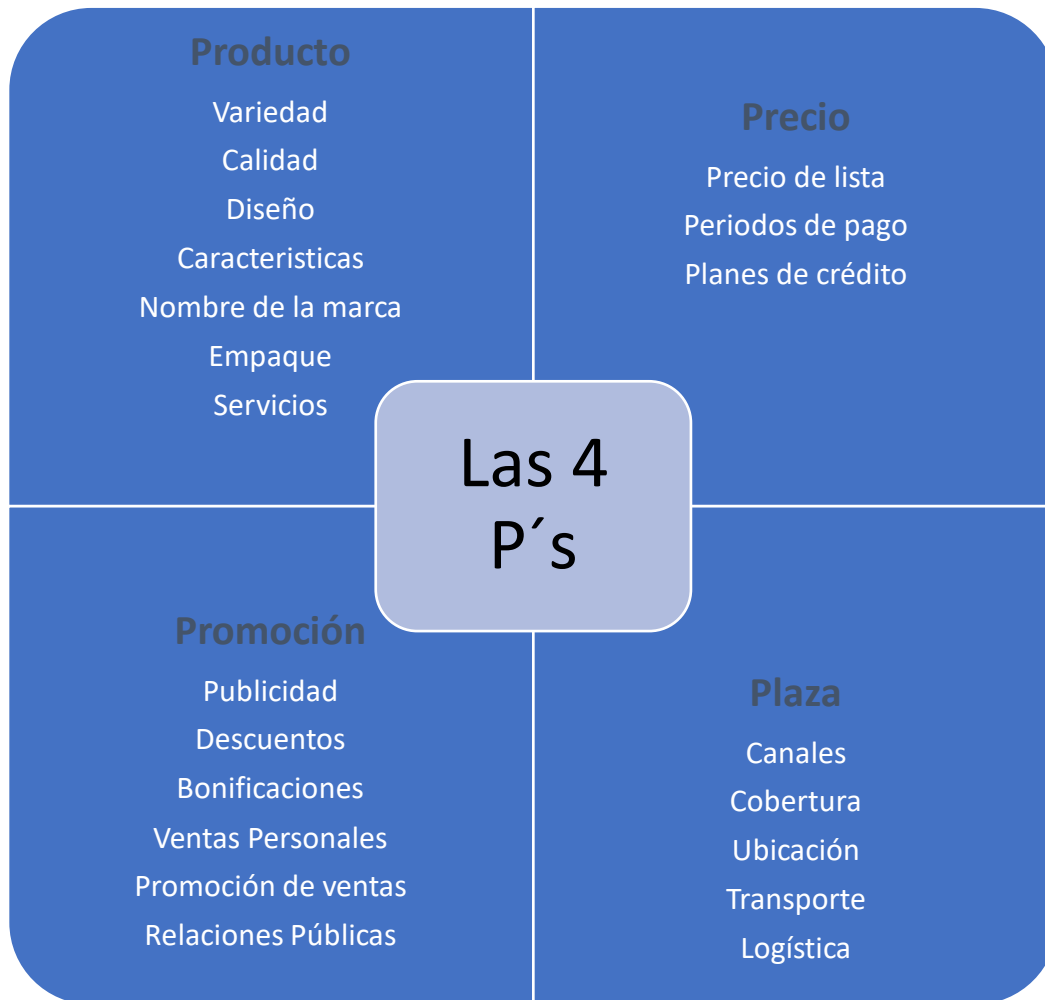 Producto
Variedad
Calidad
Diseño
Caracteristicas
Nombre de la marca
Empaque
Servicios
Precio
Precio de lista
Periodos de pago
Planes de crédito
Las 4
P´s
Promoción
Publicidad
Descuentos
Bonificaciones
Ventas Personales
Promoción de ventas
Relaciones Públicas
Plaza
Canales
Cobertura
Ubicación
Transporte
Logística